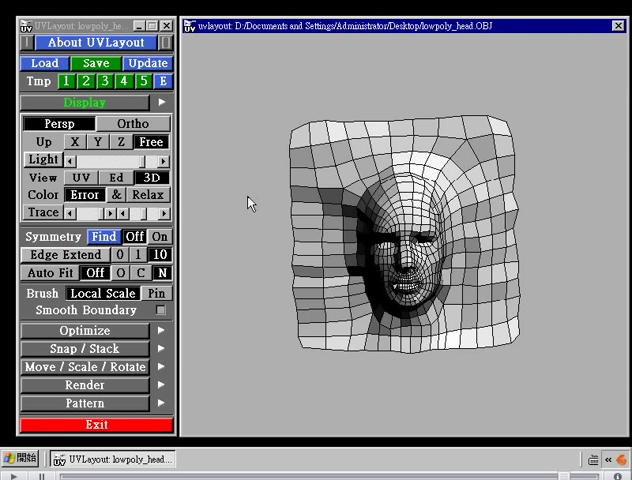 UVLayout: lowpoly_he...
uvlayout: D:/Documents and Settings/Administrator/Desktop/lowpoly_head.OBJ
About UVLayout
Load Save Update
Tmp 1 2 3 4 5 E
Display
Persp Ortho
Up X Y Z Free
Light
View UV Ed 3D
Color Error & Relax
Trace
Symmetry Find Off On
Edge Extend 0 1 10
Auto Fit Off O C N
Brush Local Scale Pin
Smooth Boundary
Optimize
Snap / Stack
Move / Scale / Rotate
Render
Pattern
Exit
開始 UVLayout: lowpoly_head...